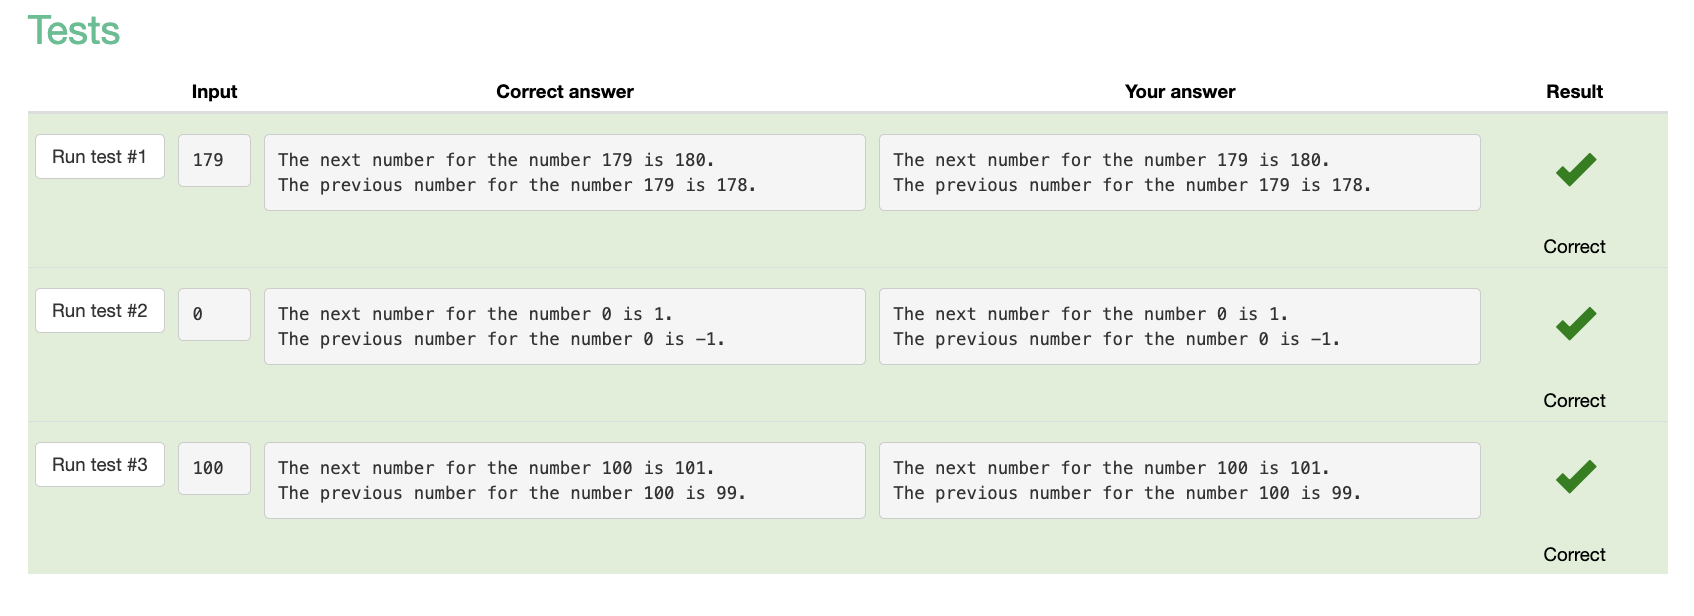 Tests
Input Correct answer Your answer Result
Run test #1 179 The next number for the number 179 is 180. The next number for the number 179 is 180.
The previous number for the number 179 is 178. The previous number for the number 179 is 178.
Correct
Run test #2 0 The next number for the number 0 is 1. The next number for the number 0 is 1.
The previous number for the number 0 is -1. The previous number for the number 0 is -1.
Correct
Run test #3 100 The next number for the number 100 is 101. The next number for the number 100 is 101.
The previous number for the number 100 is 99. The previous number for the number 100 is 99.
Correct